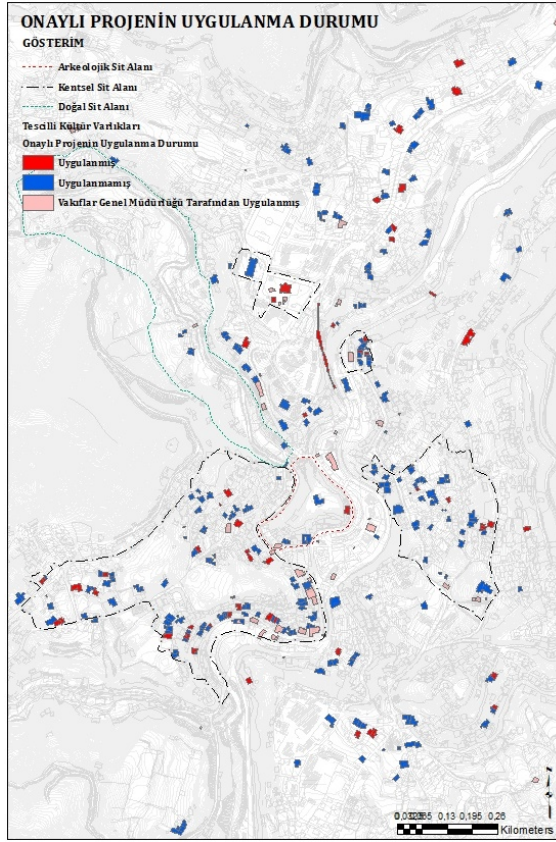 ONAYLI PROJENİN UYGULANMA DURUMU
GÖSTERİM
Arkeolojik Sit Alanı
Kentsel Sit Alanı
Doğal Sit Alanı
Tescilli Kültür Varlıkları
Onaylı Projenin Uygulanma Durumu
Uygulanmış
Uygulanmamış
Vakıflar Genel Müdürlüğü Tarafından Uygulanmış
N
0,13 0,195 0,26
Kilometers